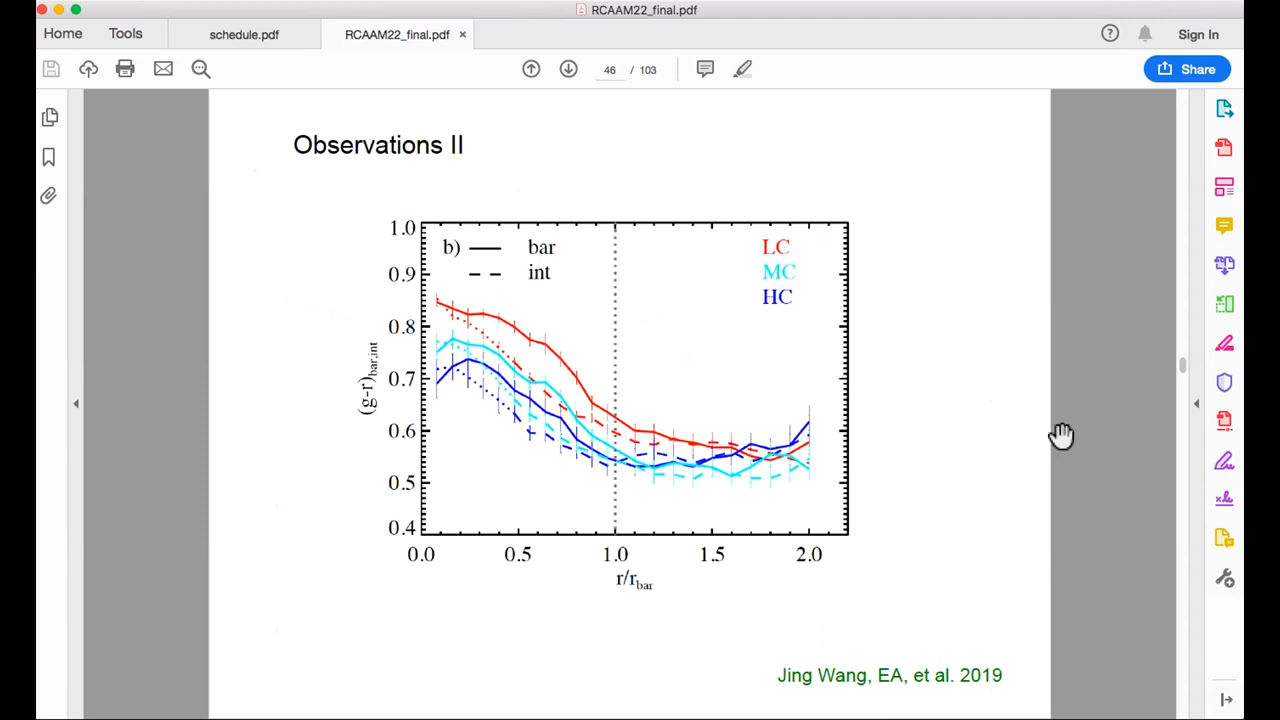 RCAAM22_final.pdf
Home Tools schedule.pdf RCAAM22_final.pdf × Sign In
46 / 103 Share
Observations II
b) bar
int
LC
MC
HC
1.0
0.9
0.8
0.7
0.6
0.5
0.4
(g-r)bar,int
0.0 0.5 1.0 1.5 2.0
r/rbar
Jing Wang, EA, et al. 2019